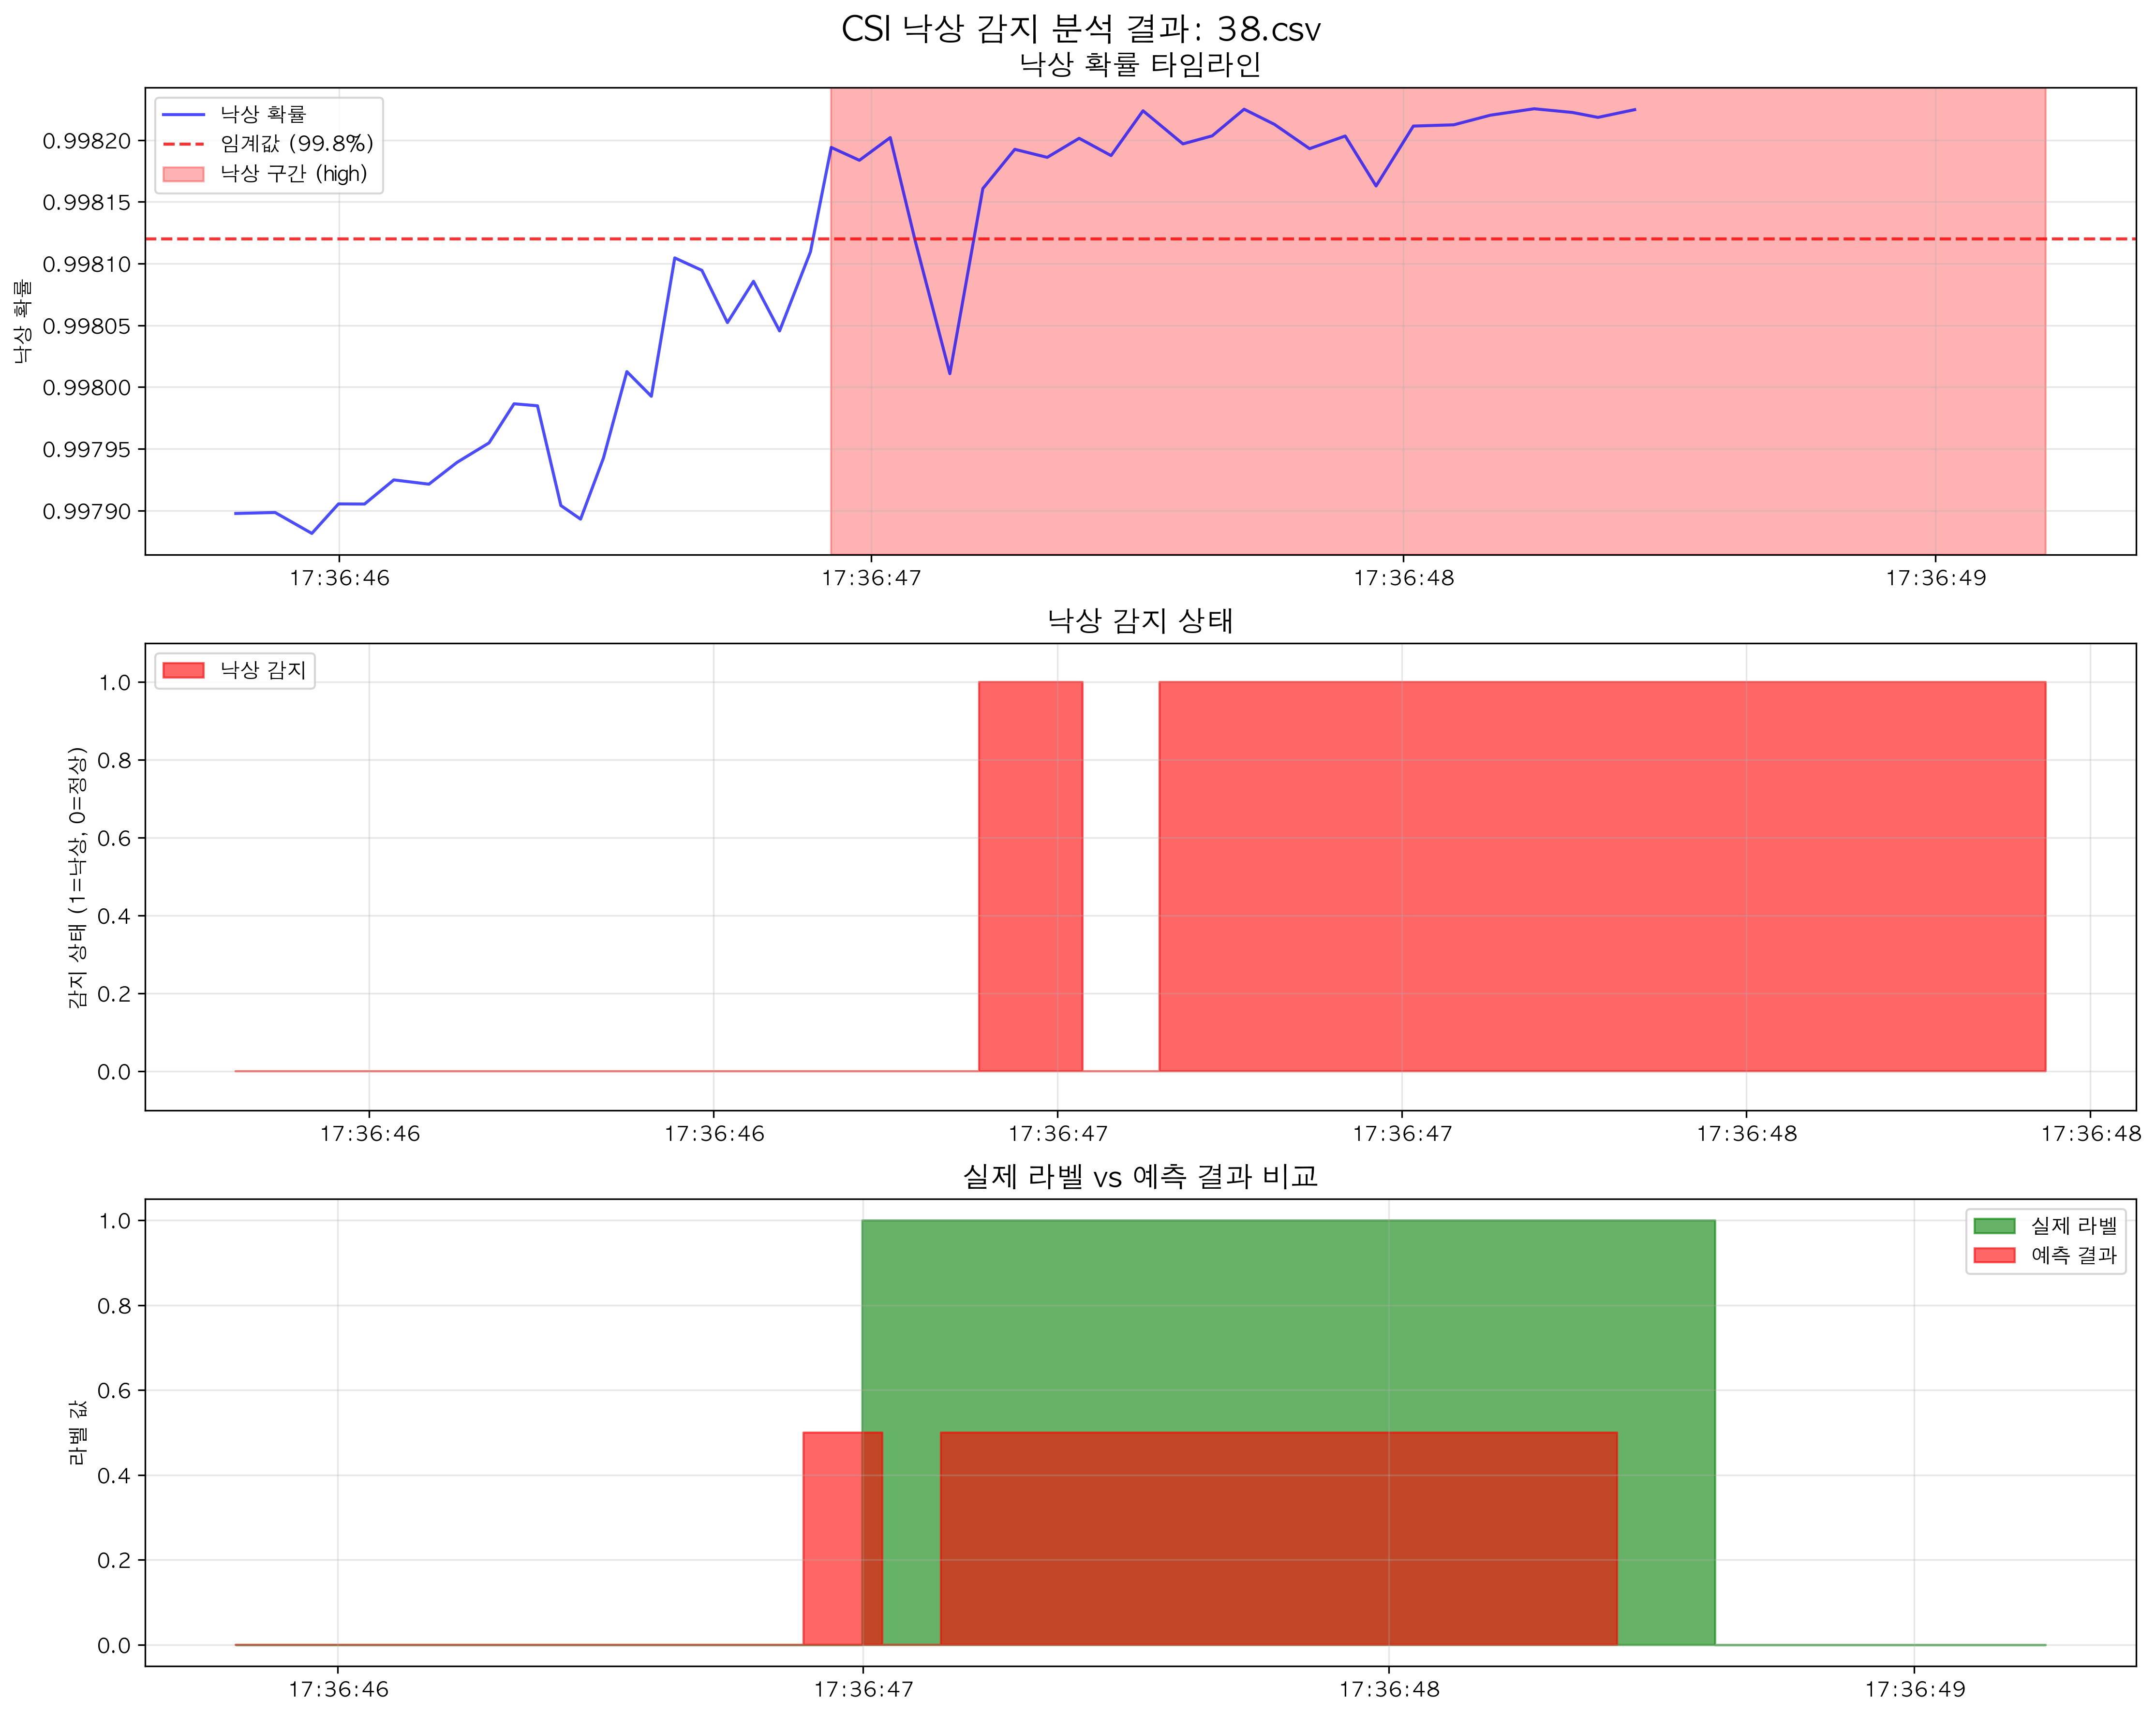 CSI 낙상 감지 분석 결과: 38.csv
낙상 확률 타임라인
낙상 확률
임계값 (99.8%)
낙상 구간 (high)
낙상 확률
0.99820
0.99815
0.99810
0.99805
0.99800
0.99795
0.99790
17:36:46 17:36:47 17:36:48 17:36:49
낙상 감지 상태
낙상 감지
감지 상태 (1=낙상, 0=정상)
1.0
0.8
0.6
0.4
0.2
0.0
17:36:46 17:36:46 17:36:47 17:36:47 17:36:48 17:36:48
실제 라벨 vs 예측 결과 비교
실제 라벨
예측 결과
라벨 값
1.0
0.8
0.6
0.4
0.2
0.0
17:36:46 17:36:47 17:36:48 17:36:49